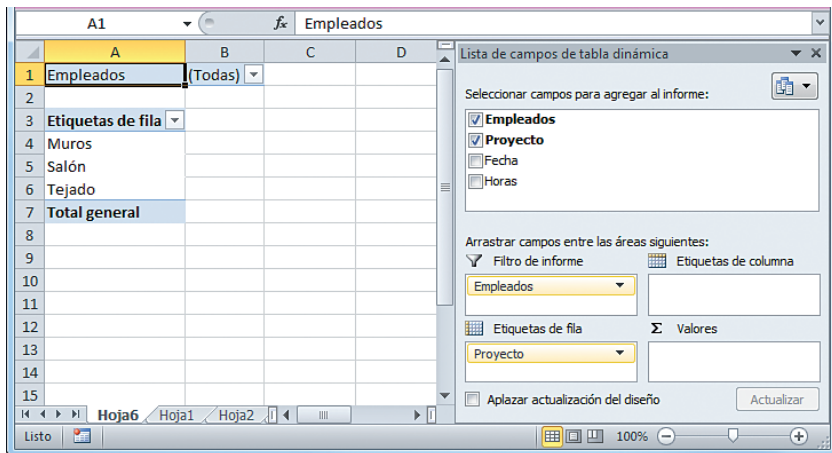 A1 fx Empleados
A B C D
1 Empleados (Todas)
2
3 Etiquetas de fila
4 Muros
5 Salón
6 Tejado
7 Total general
8
9
10
11
12
13
14
15
Hoja6 Hoja1 Hoja2
Listo 100%
Lista de campos de tabla dinámica
Seleccionar campos para agregar al informe:
Empleados
Proyecto
Fecha
Horas
Arrastrar campos entre las áreas siguientes:
Filtro de informe Etiquetas de columna
Empleados
Etiquetas de fila Σ Valores
Proyecto
Aplazar actualización del diseño Actualizar